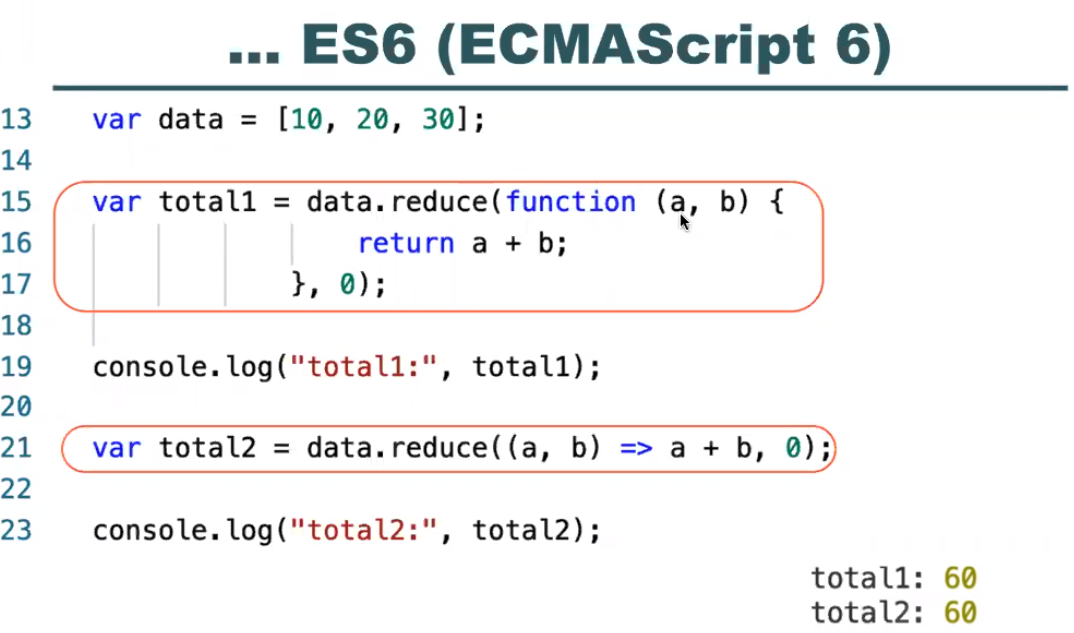 ... ES6 (ECMAScript 6)
13 var data = [10, 20, 30];
14
15 var total1 = data.reduce(function (a, b) {
16 return a + b;
17 }, 0);
18
19 console.log("total1:", total1);
20
21 var total2 = data.reduce((a, b) => a + b, 0);
22
23 console.log("total2:", total2);
total1: 60
total2: 60